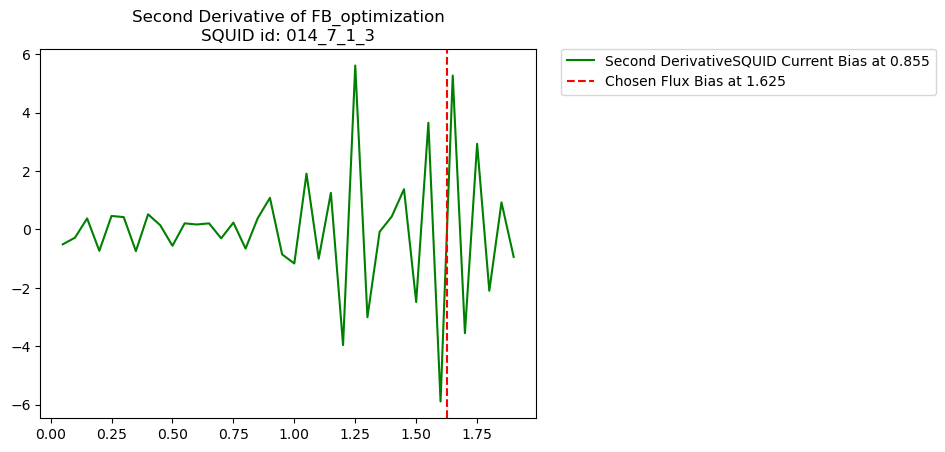 Second Derivative of FB_optimization
SQUID id: 014_7_1_3
6
4
2
0
−2
−4
−6
0.00 0.25 0.50 0.75 1.00 1.25 1.50 1.75
Second DerivativeSQUID Current Bias at 0.855
Chosen Flux Bias at 1.625